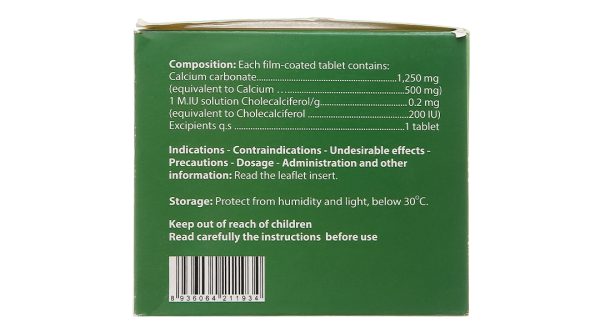 Composition: Each film-coated tablet contains:
Calcium carbonate..................................................1,250 mg
(equivalent to Calcium .......................................500 mg)
1 M.IU solution Cholecalciferol/g............................0.2 mg
(equivalent to Cholecalciferol ................................200 IU)
Excipients q.s ........................................................1 tablet
Indications - Contraindications - Undesirable effects -
Precautions - Dosage - Administration and other
information: Read the leaflet insert.
Storage: Protect from humidity and light, below 30°C.
Keep out of reach of children
Read carefully the instructions before use
8 936064 211934